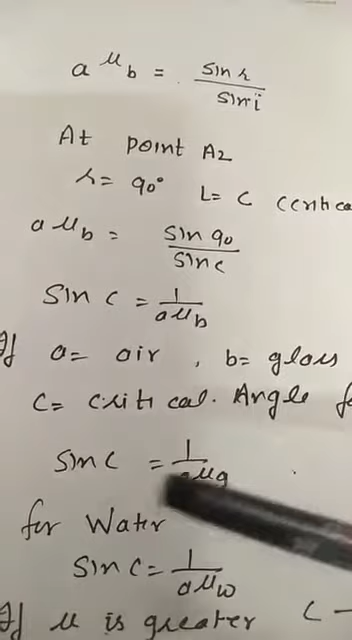 aμb = sin r / sin i
At point A2
r = 90° L= C
aμb = sin 90 / sin c
Sin C = 1 / aμb
If a= air , b= glass
C= critical. Angle
Sin C = 1 / aμg
for Water
Sin C = 1 / aμw
If μ is greater C –